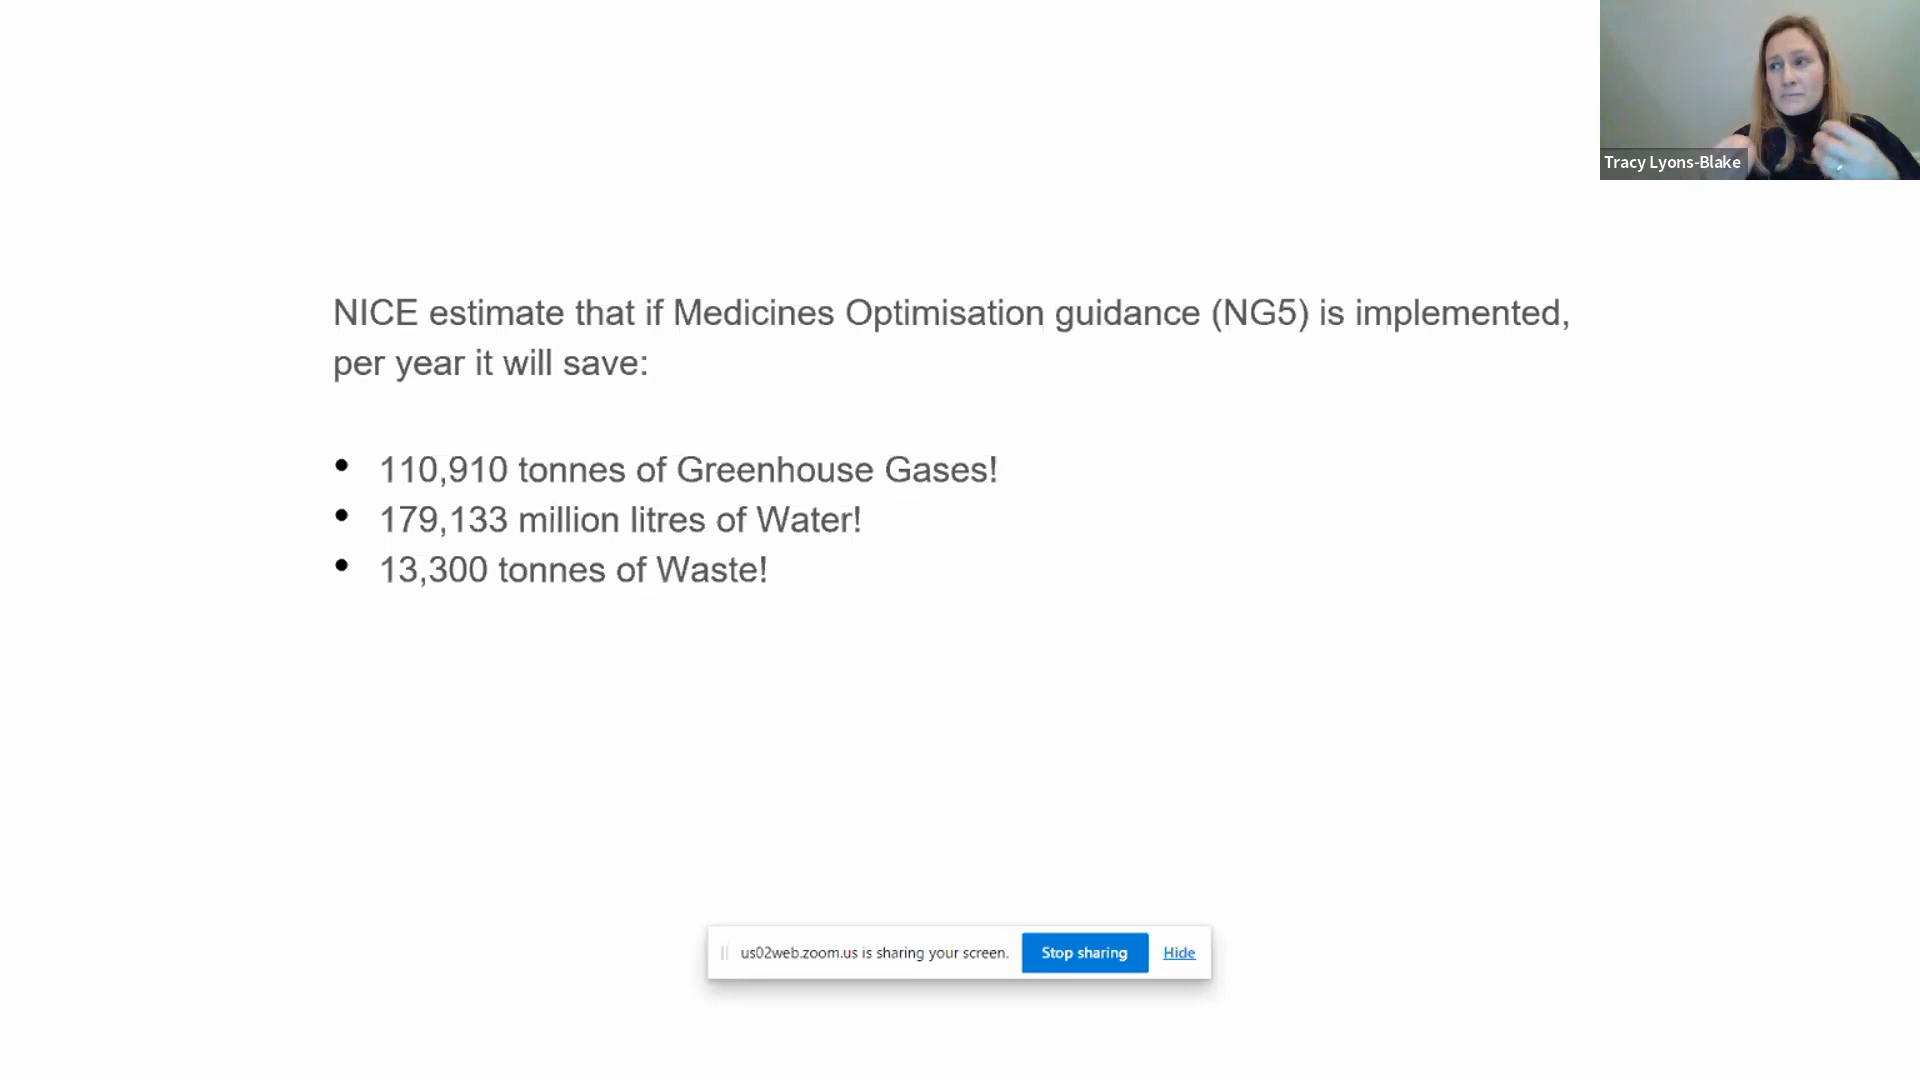 Tracy Lyons-Blake
NICE estimate that if Medicines Optimisation guidance (NG5) is implemented,
per year it will save:
• 110,910 tonnes of Greenhouse Gases!
• 179,133 million litres of Water!
• 13,300 tonnes of Waste!
us02web.zoom.us is sharing your screen. Stop sharing Hide